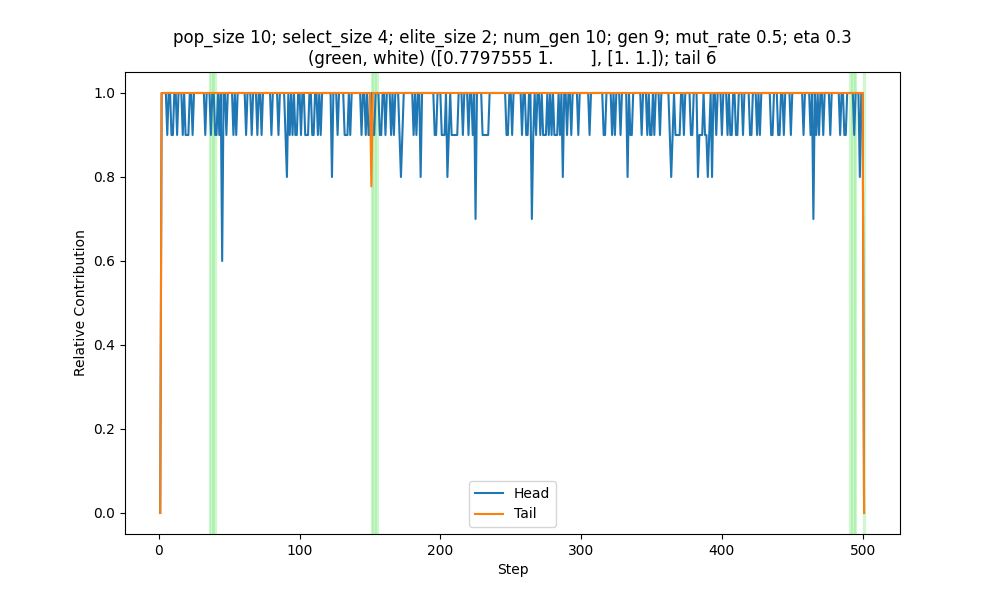 pop_size 10; select_size 4; elite_size 2; num_gen 10; gen 9; mut_rate 0.5; eta 0.3
(green, white) ([0.7797555 1.        ], [1. 1.]); tail 6
1.0
0.8
0.6
0.4
0.2
0.0
Relative Contribution
Head
Tail
0
100
200
300
400
500
Step